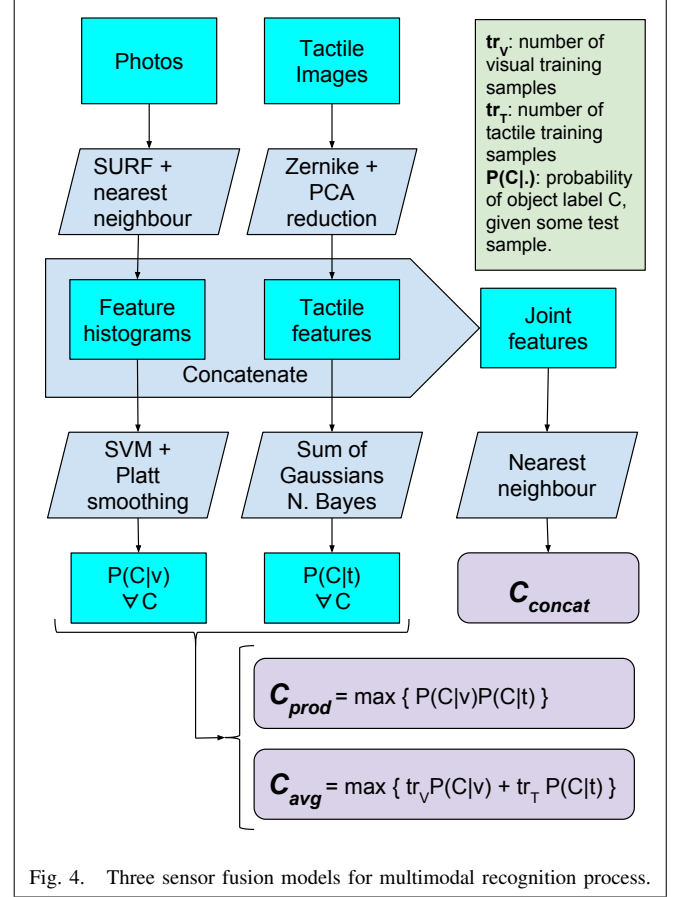 Photos
Tactile
Images
tr_V: number of
visual training
samples
tr_T: number of
tactile training
samples
P(C|.): probability
of object label C,
given some test
sample.
SURF +
nearest
neighbour
Zernike +
PCA
reduction
Feature
histograms
Tactile
features
Joint
features
Concatenate
SVM +
Platt
smoothing
Sum of
Gaussians
N. Bayes
Nearest
neighbour
P(C|v)
∀C
P(C|t)
∀C
C_concat
C_prod = max { P(C|v)P(C|t) }
C_avg = max { tr_V P(C|v) + tr_T P(C|t) }
Fig. 4. Three sensor fusion models for multimodal recognition process.